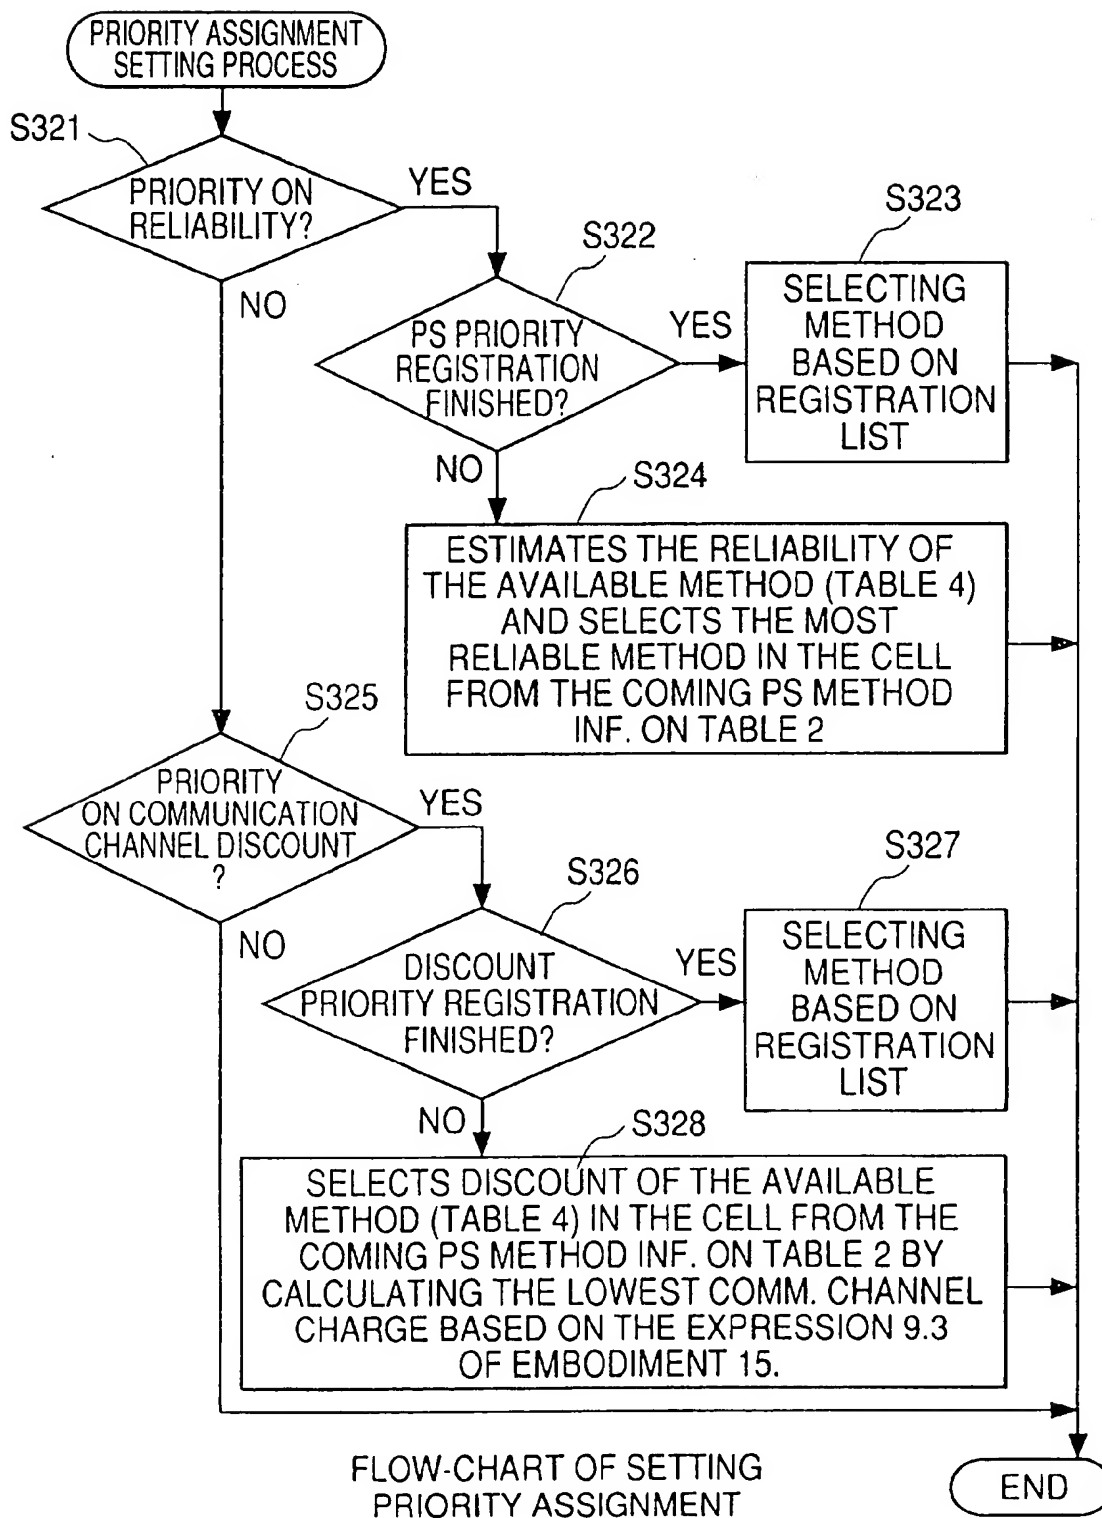 PRIORITY ASSIGNMENT
SETTING PROCESS
S321
PRIORITY ON
RELIABILITY?
YES
NO
S322
PS PRIORITY
REGISTRATION
FINISHED?
YES
NO
S323
SELECTING
METHOD
BASED ON
REGISTRATION
LIST
S324
ESTIMATES THE RELIABILITY OF
THE AVAILABLE METHOD (TABLE 4)
AND SELECTS THE MOST
RELIABLE METHOD IN THE CELL
FROM THE COMING PS METHOD
INF. ON TABLE 2
S325
PRIORITY
ON COMMUNICATION
CHANNEL DISCOUNT
?
YES
NO
S326
DISCOUNT
PRIORITY REGISTRATION
FINISHED?
YES
NO
S327
SELECTING
METHOD
BASED ON
REGISTRATION
LIST
S328
SELECTS DISCOUNT OF THE AVAILABLE
METHOD (TABLE 4) IN THE CELL FROM THE
COMING PS METHOD INF. ON TABLE 2 BY
CALCULATING THE LOWEST COMM. CHANNEL
CHARGE BASED ON THE EXPRESSION 9.3
OF EMBODIMENT 15.
FLOW-CHART OF SETTING
PRIORITY ASSIGNMENT
END